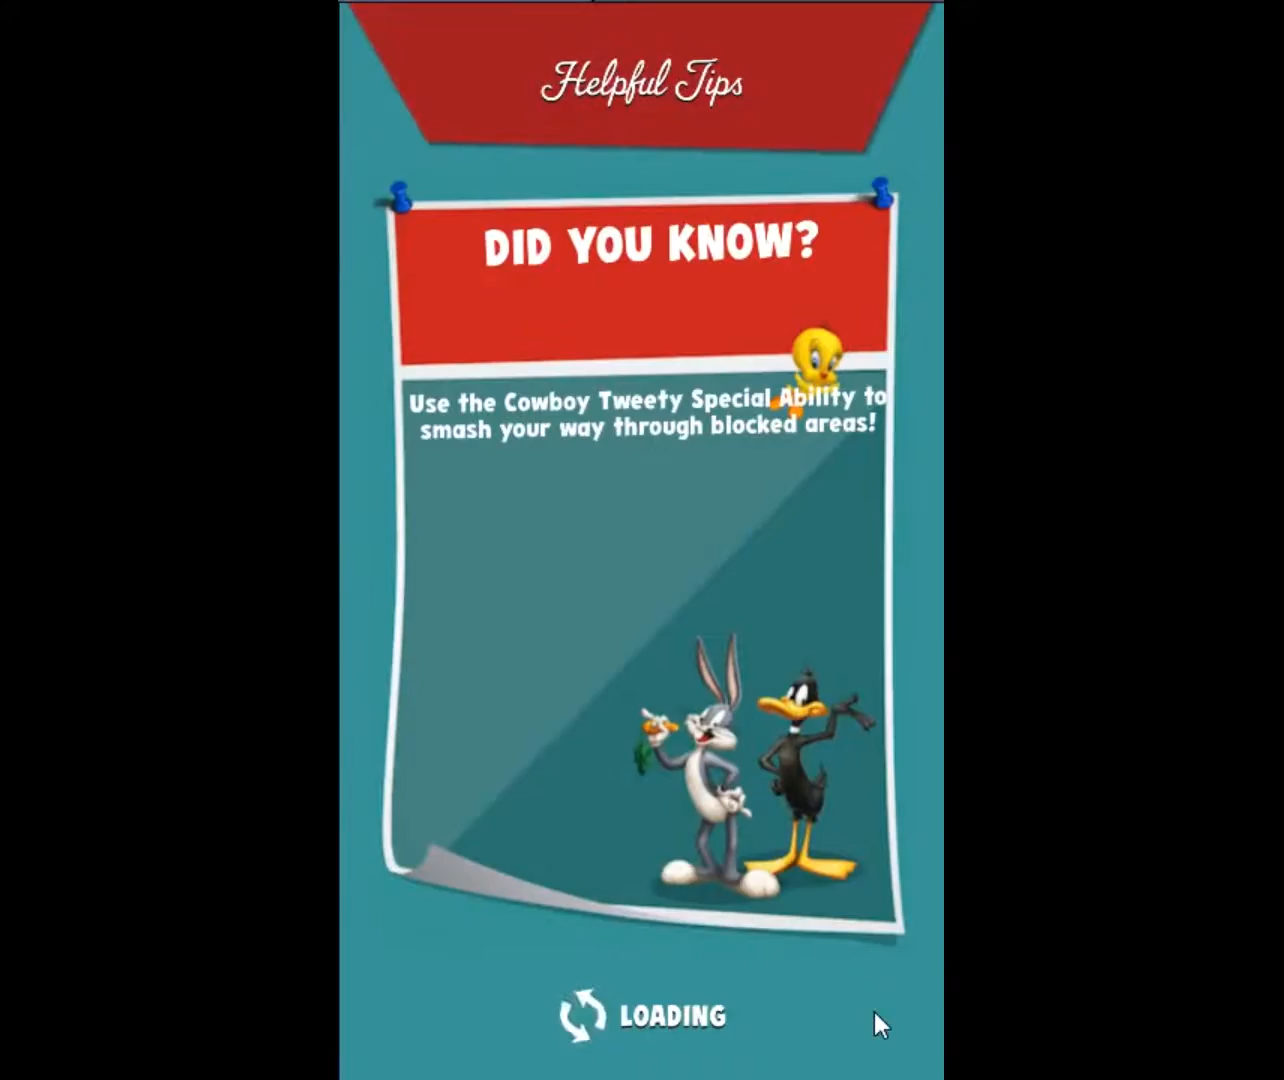 Helpful Tips
DID YOU KNOW?
Use the Cowboy Tweety Special Ability to
smash your way through blocked areas!
LOADING